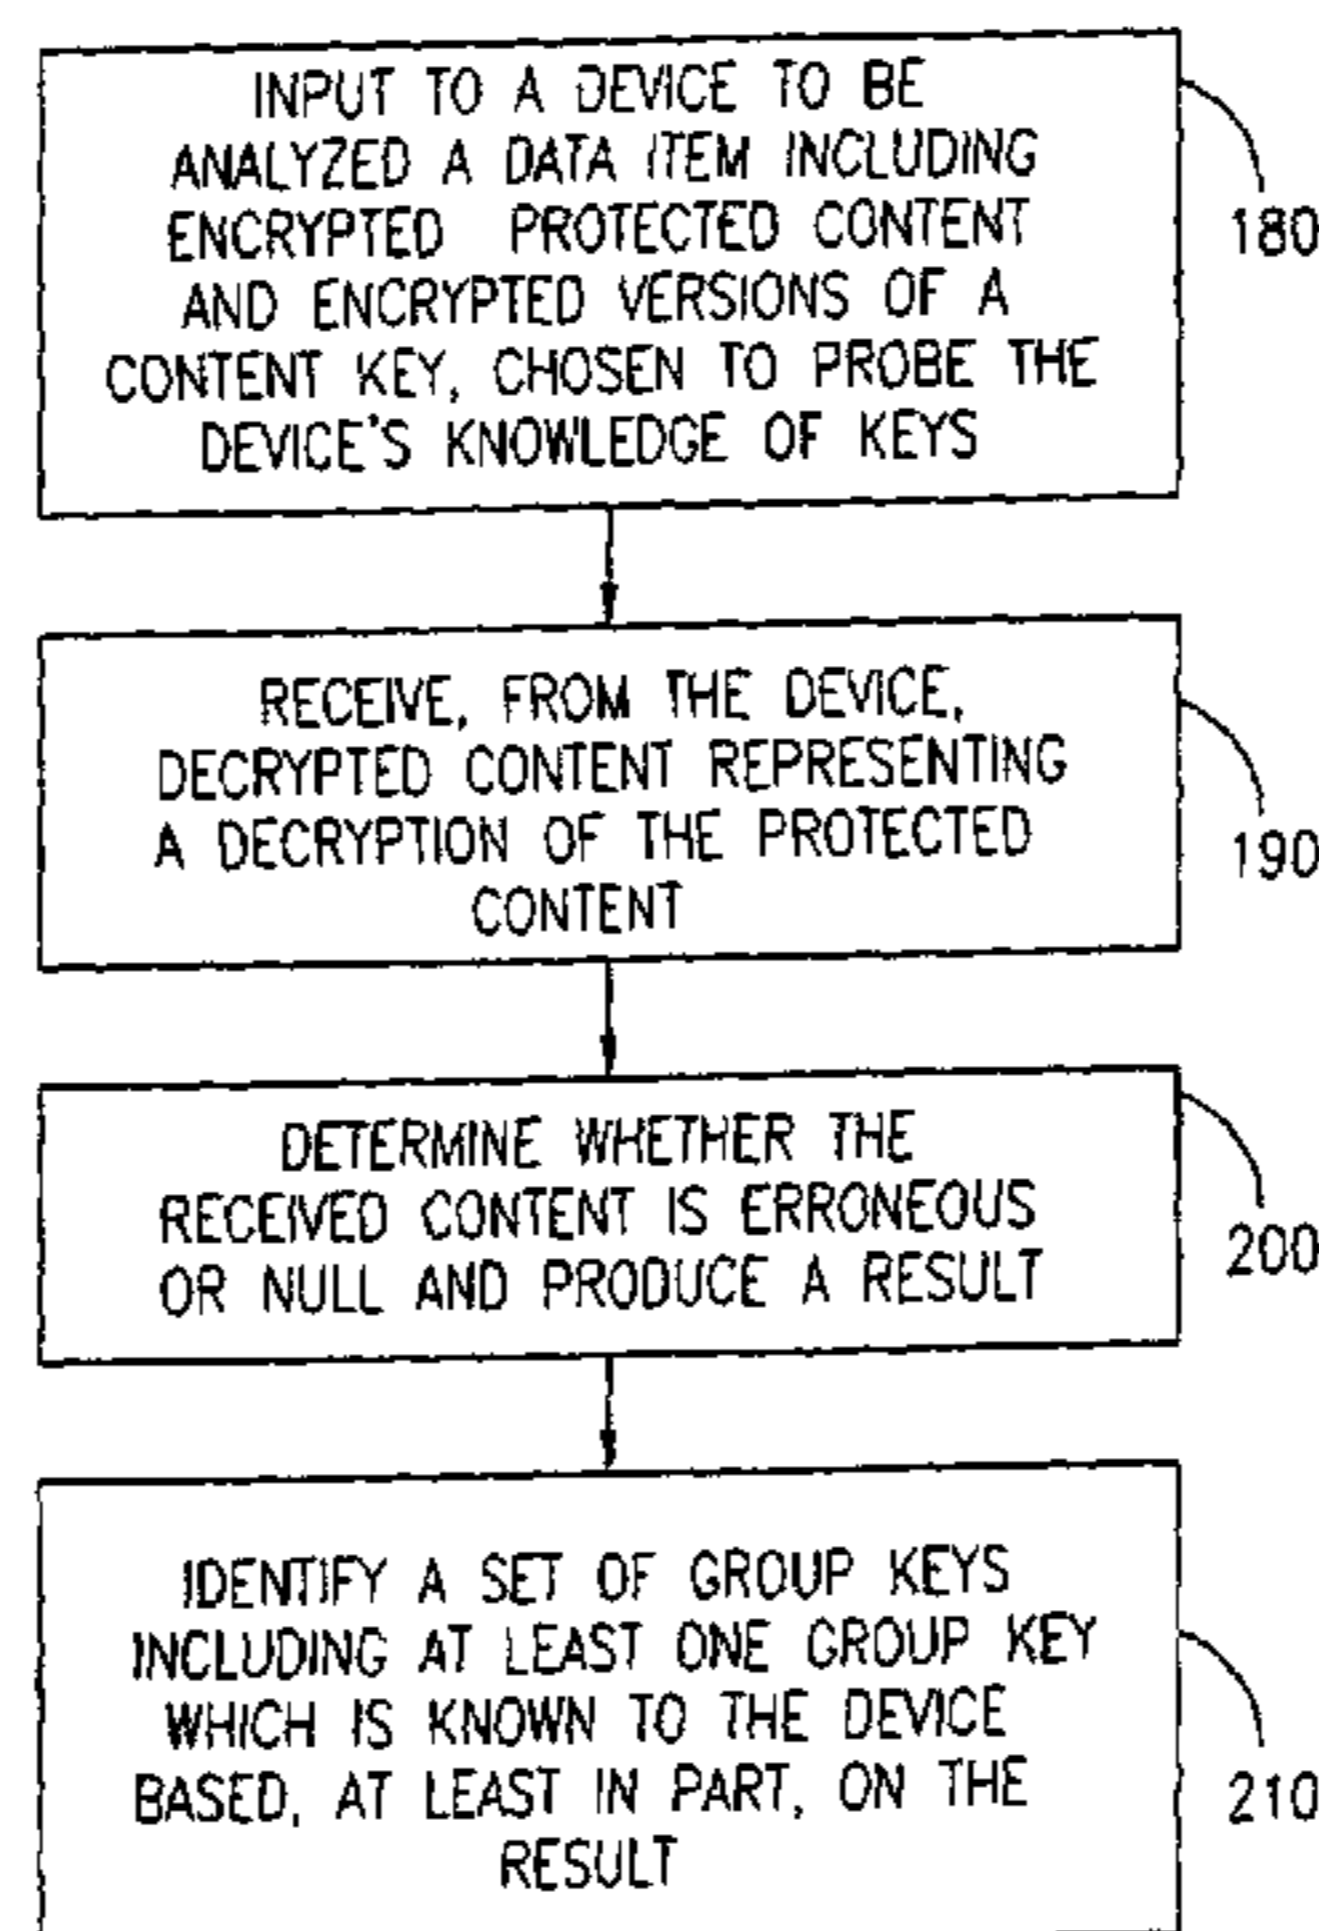 INPUT TO A DEVICE TO BE
ANALYZED A DATA ITEM INCLUDING
ENCRYPTED PROTECTED CONTENT
AND ENCRYPTED VERSIONS OF A
CONTENT KEY, CHOSEN TO PROBE THE
DEVICE'S KNOWLEDGE OF KEYS
180
RECEIVE, FROM THE DEVICE,
DECRYPTED CONTENT REPRESENTING
A DECRYPTION OF THE PROTECTED
CONTENT
190
DETERMINE WHETHER THE
RECEIVED CONTENT IS ERRONEOUS
OR NULL AND PRODUCE A RESULT
200
IDENTIFY A SET OF GROUP KEYS
INCLUDING AT LEAST ONE GROUP KEY
WHICH IS KNOWN TO THE DEVICE
BASED, AT LEAST IN PART, ON THE
RESULT
210